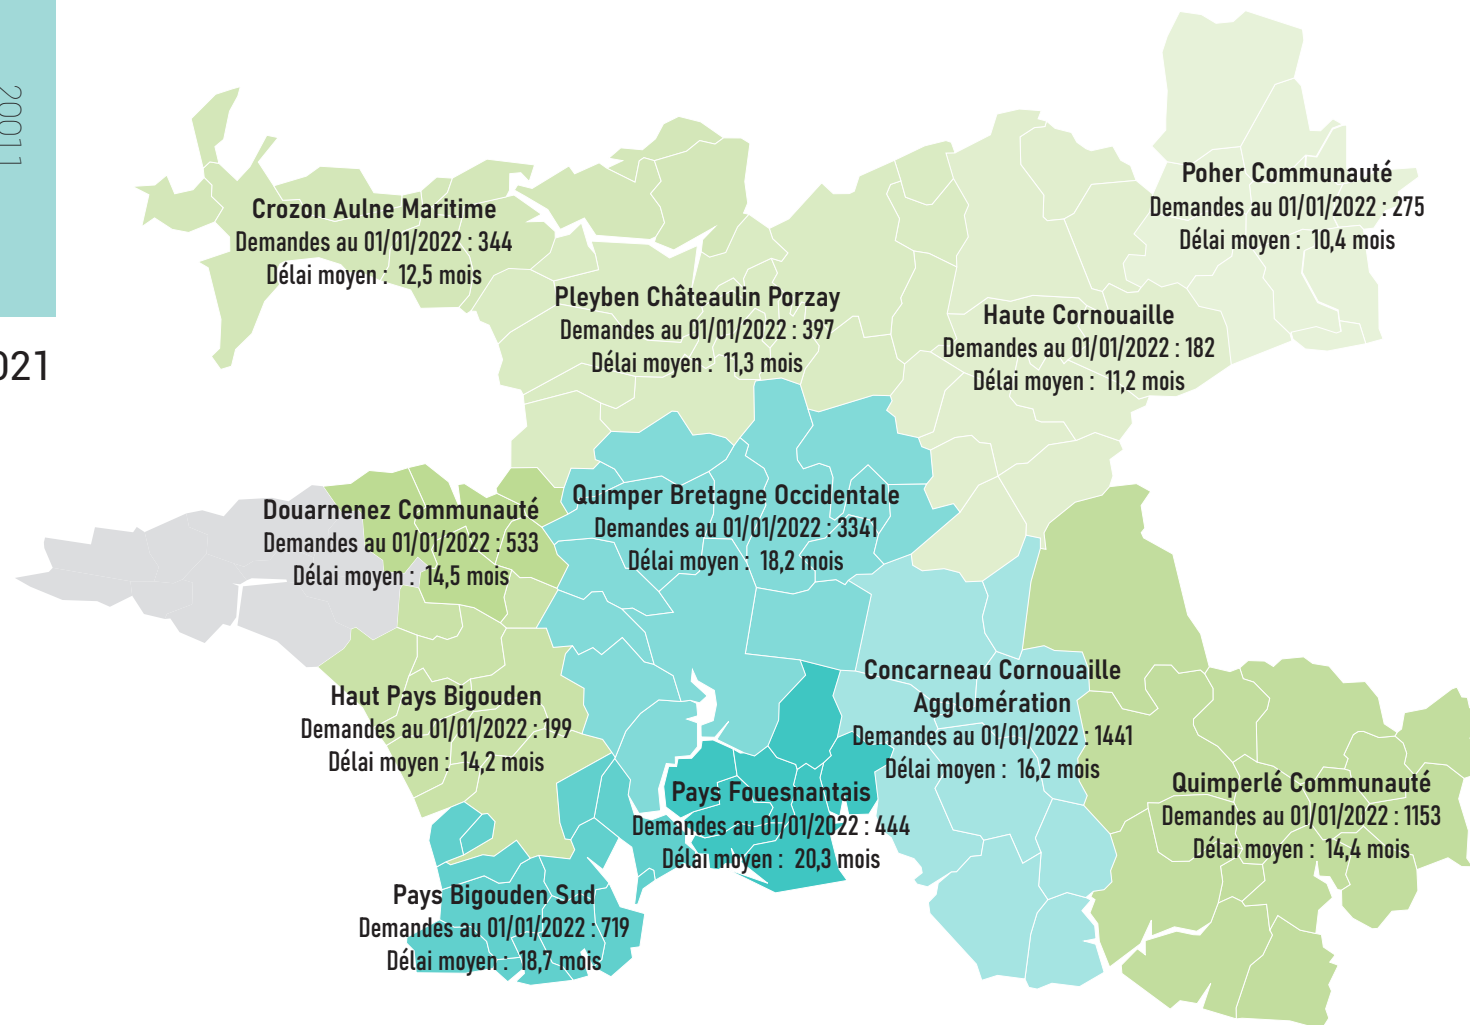 20011
021
Crozon Aulne Maritime
Demandes au 01/01/2022 : 344
Délai moyen : 12,5 mois
Poher Communauté
Demandes au 01/01/2022 : 275
Délai moyen : 10,4 mois
Pleyben Châteaulin Porzay
Demandes au 01/01/2022 : 397
Délai moyen : 11,3 mois
Haute Cornouaille
Demandes au 01/01/2022 : 182
Délai moyen : 11,2 mois
Douarnenez Communauté
Demandes au 01/01/2022 : 533
Délai moyen : 14,5 mois
Quimper Bretagne Occidentale
Demandes au 01/01/2022 : 3341
Délai moyen : 18,2 mois
Haut Pays Bigouden
Demandes au 01/01/2022 : 199
Délai moyen : 14,2 mois
Concarneau Cornouaille
Agglomération
Demandes au 01/01/2022 : 1441
Délai moyen : 16,2 mois
Pays Fouesnantais
Demandes au 01/01/2022 : 444
Délai moyen : 20,3 mois
Quimperlé Communauté
Demandes au 01/01/2022 : 1153
Délai moyen : 14,4 mois
Pays Bigouden Sud
Demandes au 01/01/2022 : 719
Délai moyen : 18,7 mois